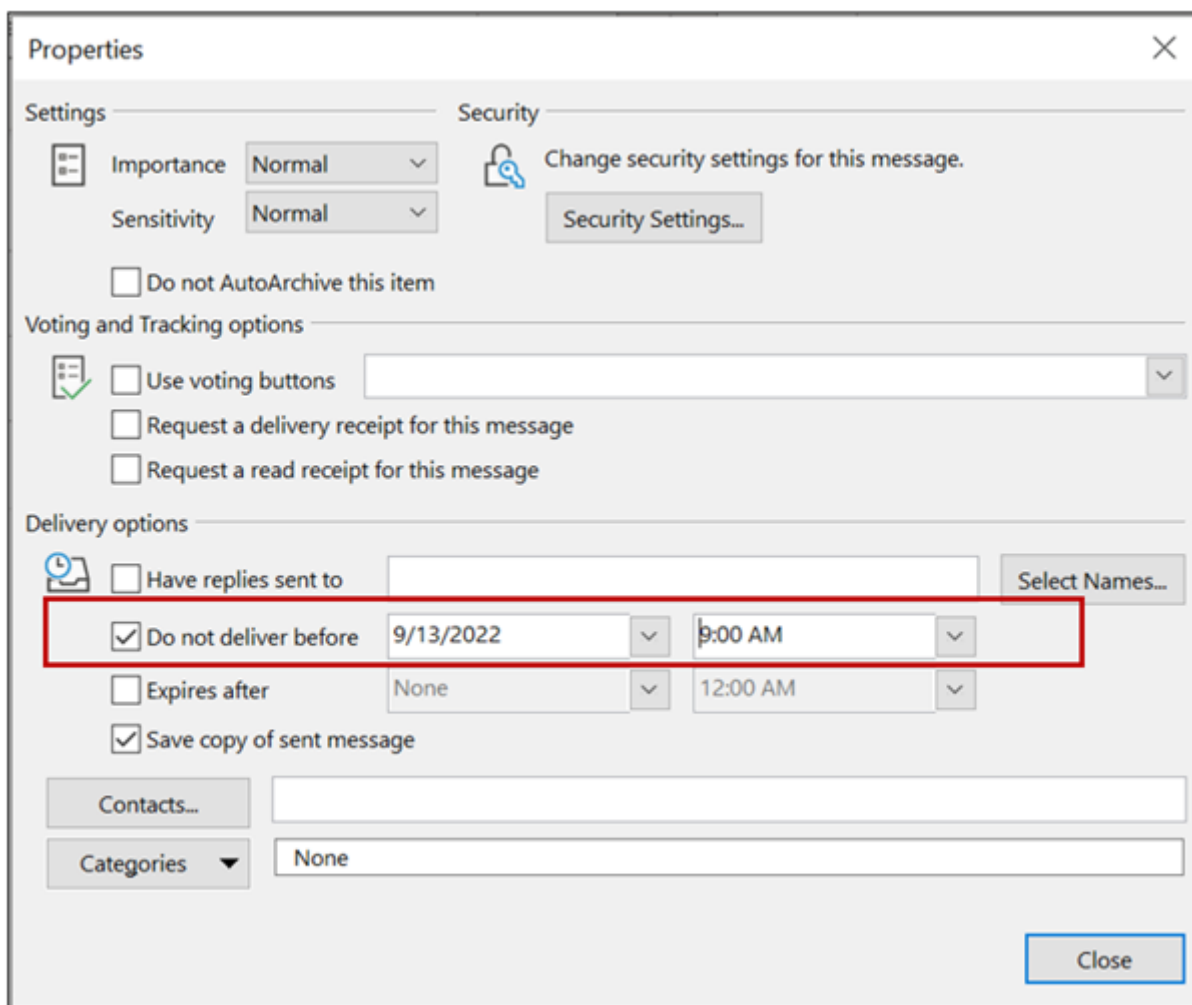 Properties
Settings Security
Importance Normal Change security settings for this message.
Sensitivity Normal Security Settings...
Do not AutoArchive this item
Voting and Tracking options
Use voting buttons
Request a delivery receipt for this message
Request a read receipt for this message
Delivery options
Have replies sent to Select Names...
Do not deliver before 9/13/2022 9:00 AM
Expires after None 12:00 AM
Save copy of sent message
Contacts...
Categories None
Close